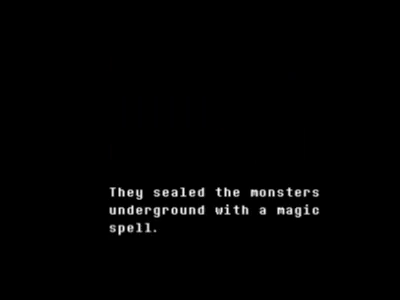 They sealed the monsters
underground with a magic
spell.